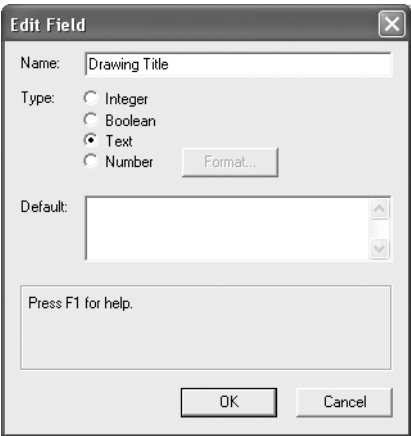 Edit Field
Name: Drawing Title
Type: Integer
Boolean
Text
Number Format...
Default:
Press F1 for help.
OK Cancel